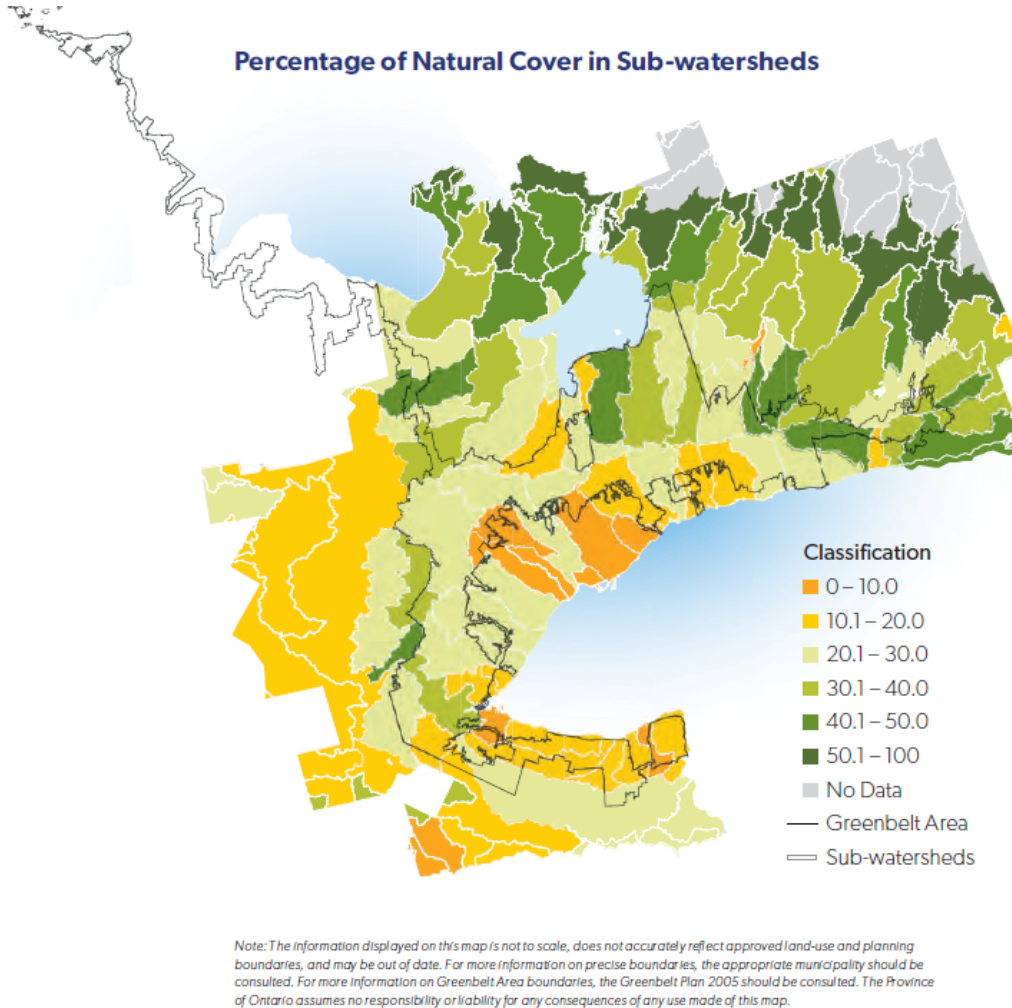 Percentage of Natural Cover in Sub-watersheds
Classification
0 – 10.0
10.1 – 20.0
20.1 – 30.0
30.1 – 40.0
40.1 – 50.0
50.1 – 100
No Data
Greenbelt Area
Sub-watersheds
Note: The information displayed on this map is not to scale, does not accurately reflect approved land-use and planning
boundaries, and may be out of date. For more information on precise boundaries, the appropriate municipality should be
consulted. For more information on Greenbelt Area boundaries, the Greenbelt Plan 2005 should be consulted. The Province
of Ontario assumes no responsibility or liability for any consequences of any use made of this map.